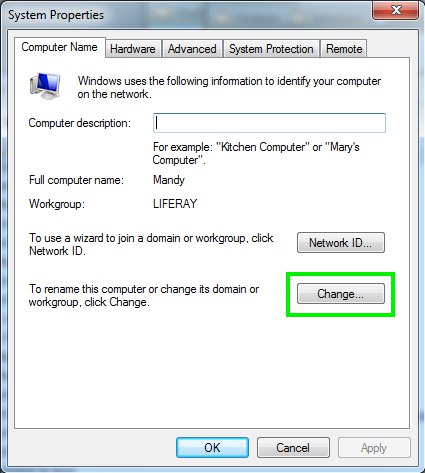 System Properties
Computer Name Hardware Advanced System Protection Remote
Windows uses the following information to identify your computer
on the network.
Computer description:
For example: "Kitchen Computer" or "Mary's
Computer".
Full computer name: Mandy
Workgroup: LIFERAY
To use a wizard to join a domain or workgroup, click
Network ID.
Network ID...
To rename this computer or change its domain or
workgroup, click Change.
Change...
OK Cancel Apply